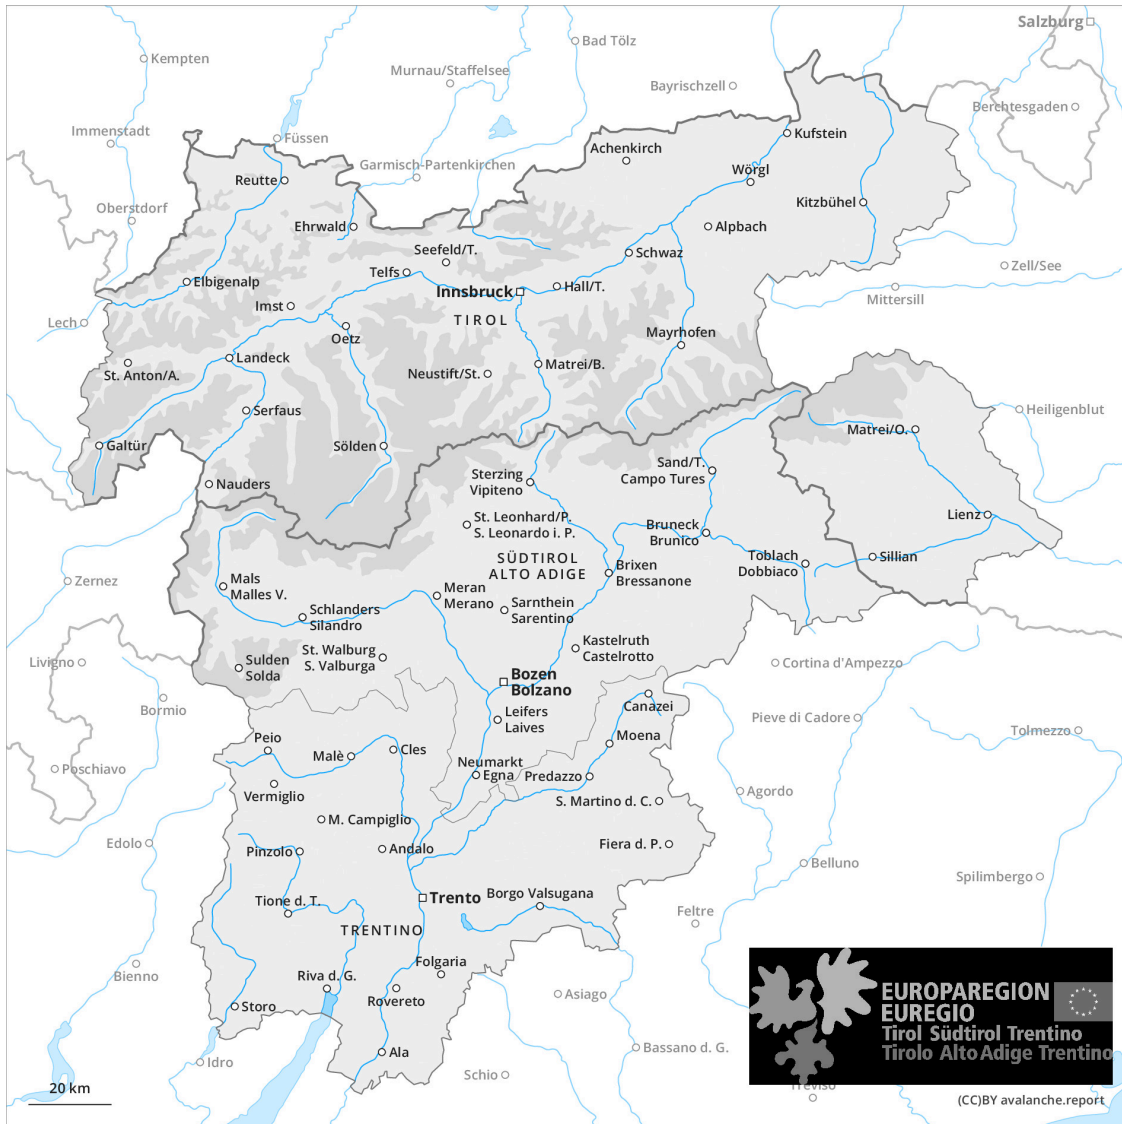 Salzburg
Bad Tölz
Kempten
Murnau/Staffelsee
Bayrischzell
Berchtesgaden
Immenstadt
Füssen
Kufstein
Achenkirch
Garmisch-Partenkirchen
Wörgl
Reutte
Kitzbühel
Oberstdorf
Ehrwald
Alpbach
Seefeld/T.
Schwaz
Zell/See
Telfs
Elbigenalp
Innsbruck
Hall/T.
Mittersill
Imst
TIROL
Lech
Oetz
Mayrhofen
Landeck
Matrei/B.
St. Anton/A.
Neustift/St.
Serfaus
Heiligenblut
Matrei/O.
Galtür
Sölden
Sand/T.
Campo Tures
Sterzing
Vipiteno
Nauders
St. Leonhard/P.
S. Leonardo i. P.
Lienz
Bruneck
Brunico
SÜDTIROL
ALTO ADIGE
Toblach
Dobbiaco
Sillian
Brixen
Bressanone
Zernez
Mals
Malles V.
Meran
Merano
Sarnthein
Sarentino
Schlanders
Silandro
Kastelruth
Castelrotto
St. Walburg
S. Valburga
Livigno
Sulden
Solda
Cortina d'Ampezzo
Bozen
Bolzano
Canazei
Bormio
Leifers
Laives
Pieve di Cadore
Tolmezzo
Moena
Peio
Malè
Cles
Neumarkt
Egna
Predazzo
Poschiavo
Vermiglio
Agordo
S. Martino d. C.
M. Campiglio
Edolo
Pinzolo
Andalo
Fiera d. P.
Belluno
Spilimbergo
Tione d. T.
Trento
Borgo Valsugana
Feltre
TRENTINO
Folgaria
Bienno
Riva d. G.
Rovereto
Asiago
Storo
EUROPAREGION
EUREGIO
Tirol Südtirol Trentino
Tirolo Alto Adige Trentino
Ala
Idro
Bassano d. G.
Schio
Treviso
20 km
(CC)BY avalanche.report